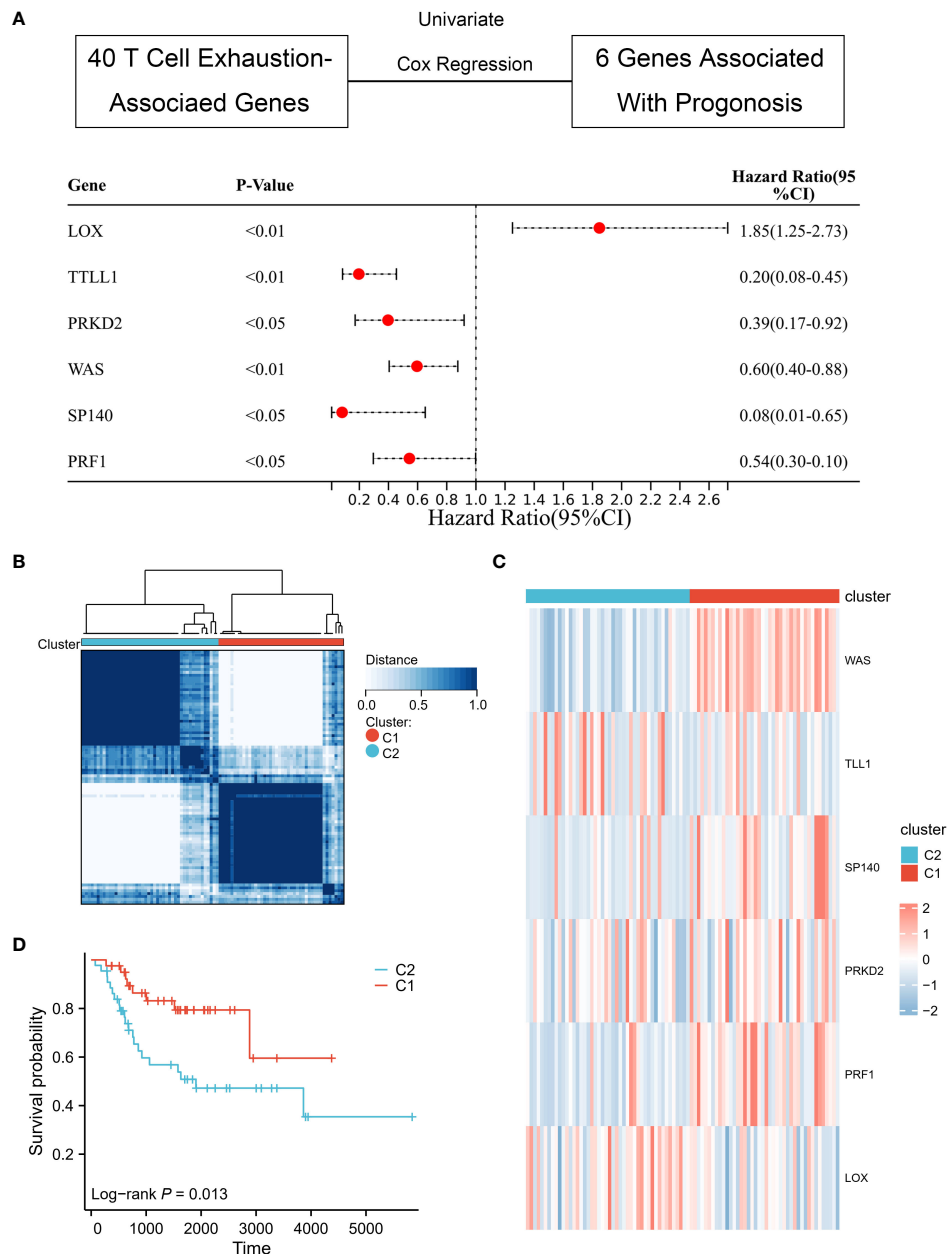 A
Univariate
40 T Cell Exhaustion-
Associaed Genes
Cox Regression
6 Genes Associated
With Progonosis
Gene P-Value Hazard Ratio(95
%CI)
LOX <0.01 1.85(1.25-2.73)
TTLL1 <0.01 0.20(0.08-0.45)
PRKD2 <0.05 0.39(0.17-0.92)
WAS <0.01 0.60(0.40-0.88)
SP140 <0.05 0.08(0.01-0.65)
PRF1 <0.05 0.54(0.30-0.10)
0.2 0.4 0.6 0.8 1.0 1.2 1.4 1.6 1.8 2.0 2.2 2.4 2.6
Hazard Ratio(95%CI)
B
Cluster
Distance
0.0 0.5 1.0
Cluster:
C1
C2
C
cluster
WAS
TLL1
SP140
PRKD2
PRF1
LOX
cluster
C2
C1
2
1
0
−1
−2
D
C2
C1
Survival probability
0.8
0.6
0.4
0.2
Log−rank P = 0.013
0 1000 2000 3000 4000 5000
Time